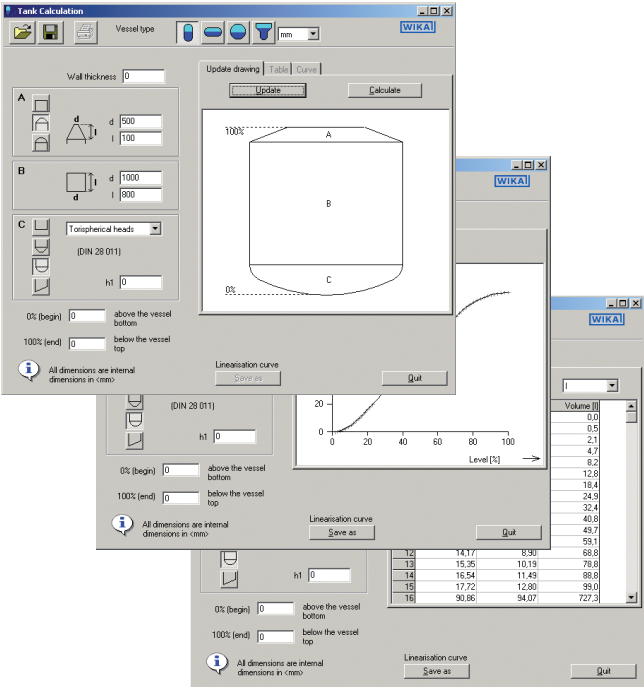 Tank Calculation
Vessel type
mm
WIKAI
Wall thickness 0
Update drawing Table Curve
Update Calculate
A
d
l
d 500
l 100
B
l
d
d 1000
l 800
C
Torispherical heads
(DIN 28 011)
h1 0
100%
A
B
C
0%
0% (begin) 0 above the vessel
bottom
100% (end) 0 below the vessel
top
i
All dimensions are internal
dimensions in <mm>
Linearisation curve
Save as
Quit
WIKAI
(DIN 28 011)
h1 0
20
0
0 20 40 60 80 100
Level [%]
0% (begin) 0 above the vessel
bottom
100% (end) 0 below the vessel
top
i
All dimensions are internal
dimensions in <mm>
Linearisation curve
Save as
Quit
WIKAI
l
Volume [l]
0,0
0,5
2,1
4,7
8,2
12,8
18,4
24,9
32,4
40,8
49,7
59,1
12 14,17 8,90 68,8
13 15,35 10,19 78,8
14 16,54 11,49 88,8
15 17,72 12,80 99,0
16 90,86 94,07 727,3
h1 0
0% (begin) 0 above the vessel
bottom
100% (end) 0 below the vessel
top
i
All dimensions are internal
dimensions in <mm>
Linearisation curve
Save as
Quit